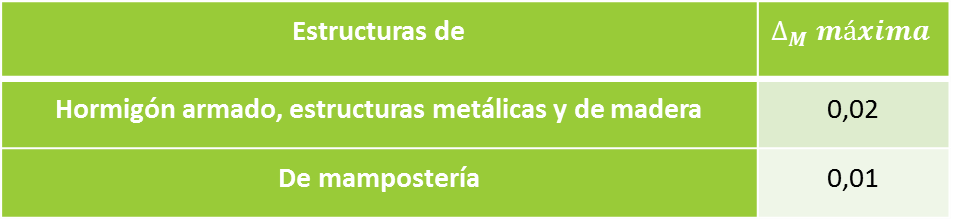 Estructuras de Δ_M máxima
Hormigón armado, estructuras metálicas y de madera 0,02
De mampostería 0,01